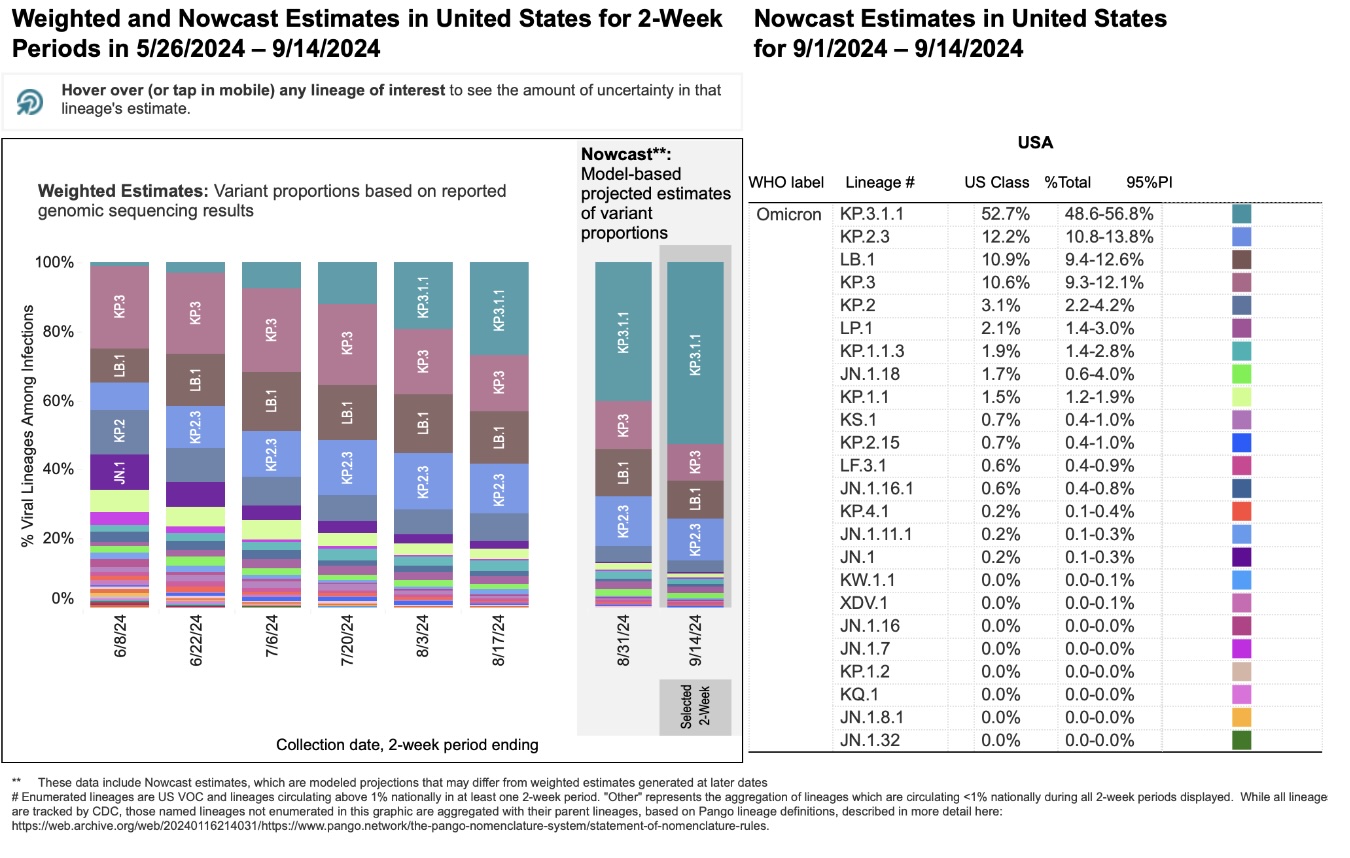 Weighted and Nowcast Estimates in United States for 2-Week
Periods in 5/26/2024 – 9/14/2024
Hover over (or tap in mobile) any lineage of interest to see the amount of uncertainty in that
lineage's estimate.
Weighted Estimates: Variant proportions based on reported
genomic sequencing results
Nowcast**:
Model-based
projected estimates
of variant
proportions
% Viral Lineages Among Infections
100%
80%
60%
40%
20%
0%
KP.3
LB.1
KP.2
JN.1
KP.3
LB.1
KP.2.3
KP.3
LB.1
KP.2.3
KP.3
LB.1
KP.2.3
KP.3.1.1
KP.3
LB.1
KP.2.3
KP.3.1.1
KP.3
LB.1
KP.2.3
KP.3.1.1
KP.3
LB.1
KP.2.3
KP.3.1.1
KP.3
LB.1
KP.2.3
6/8/24
6/22/24
7/6/24
7/20/24
8/3/24
8/17/24
8/31/24
9/14/24
Selected
2-Week
Collection date, 2-week period ending
Nowcast Estimates in United States
for 9/1/2024 – 9/14/2024
USA
WHO label Lineage # US Class %Total 95%PI
Omicron KP.3.1.1 52.7% 48.6-56.8%
KP.2.3 12.2% 10.8-13.8%
LB.1 10.9% 9.4-12.6%
KP.3 10.6% 9.3-12.1%
KP.2 3.1% 2.2-4.2%
LP.1 2.1% 1.4-3.0%
KP.1.1.3 1.9% 1.4-2.8%
JN.1.18 1.7% 0.6-4.0%
KP.1.1 1.5% 1.2-1.9%
KS.1 0.7% 0.4-1.0%
KP.2.15 0.7% 0.4-1.0%
LF.3.1 0.6% 0.4-0.9%
JN.1.16.1 0.6% 0.4-0.8%
KP.4.1 0.2% 0.1-0.4%
JN.1.11.1 0.2% 0.1-0.3%
JN.1 0.2% 0.1-0.3%
KW.1.1 0.0% 0.0-0.1%
XDV.1 0.0% 0.0-0.1%
JN.1.16 0.0% 0.0-0.0%
JN.1.7 0.0% 0.0-0.0%
KP.1.2 0.0% 0.0-0.0%
KQ.1 0.0% 0.0-0.0%
JN.1.8.1 0.0% 0.0-0.0%
JN.1.32 0.0% 0.0-0.0%
** These data include Nowcast estimates, which are modeled projections that may differ from weighted estimates generated at later dates
# Enumerated lineages are US VOC and lineages circulating above 1% nationally in at least one 2-week period. "Other" represents the aggregation of lineages which are circulating <1% nationally during all 2-week periods displayed. While all lineage
are tracked by CDC, those named lineages not enumerated in this graphic are aggregated with their parent lineages, based on Pango lineage definitions, described in more detail here:
https://web.archive.org/web/20240116214031/https://www.pango.network/the-pango-nomenclature-system/statement-of-nomenclature-rules.